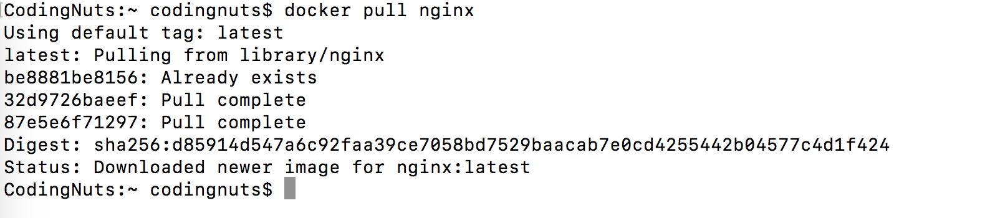 [CodingNuts:~ codingnuts$ docker pull nginx
Using default tag: latest
latest: Pulling from library/nginx
be8881be8156: Already exists
32d9726baeef: Pull complete
87e5e6f71297: Pull complete
Digest: sha256:d85914d547a6c92faa39ce7058bd7529baacab7e0cd4255442b04577c4d1f424
Status: Downloaded newer image for nginx:latest
CodingNuts:~ codingnuts$